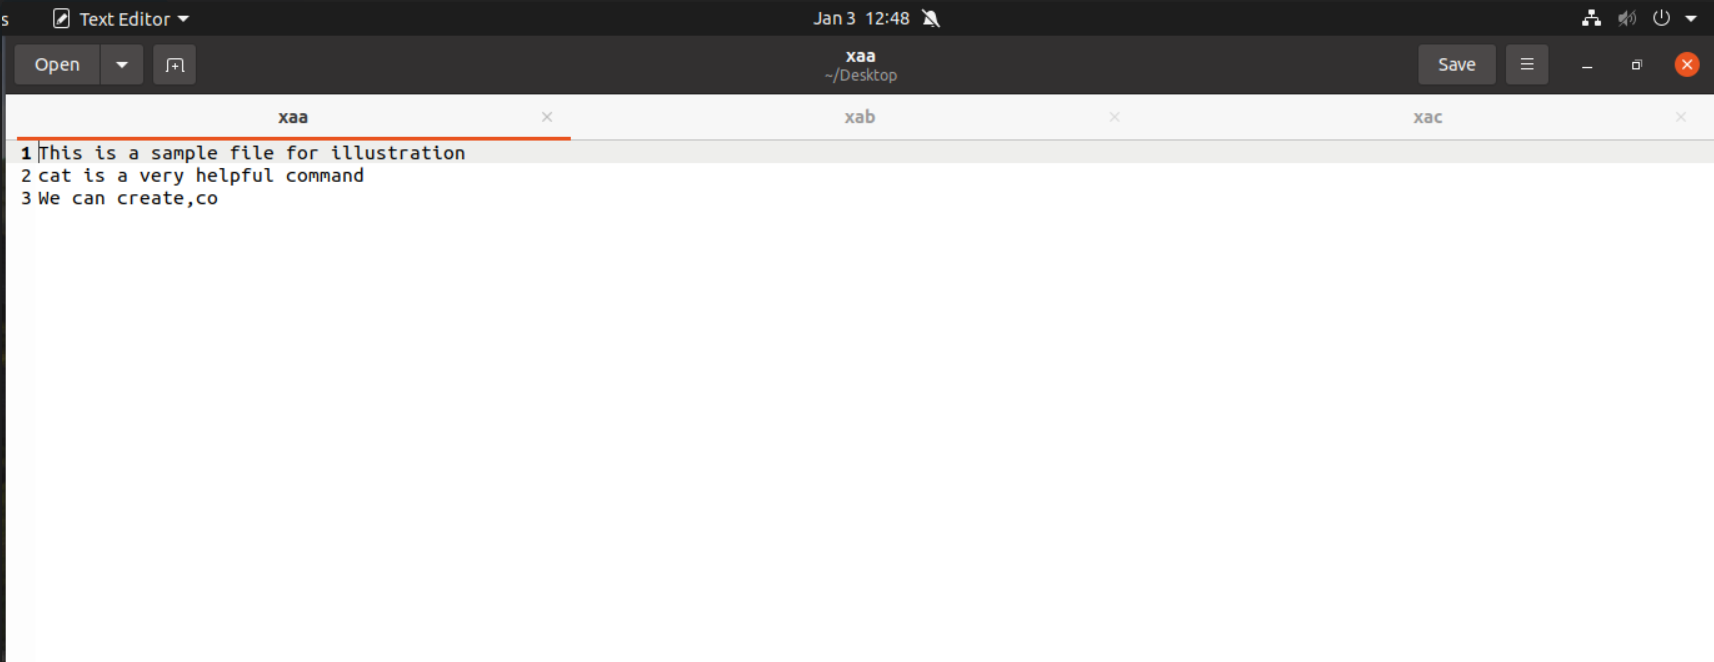 s Text Editor Jan 3 12:48
Open xaa Save
~/Desktop
xaa xab xac
1 This is a sample file for illustration
2 cat is a very helpful command
3 We can create,co